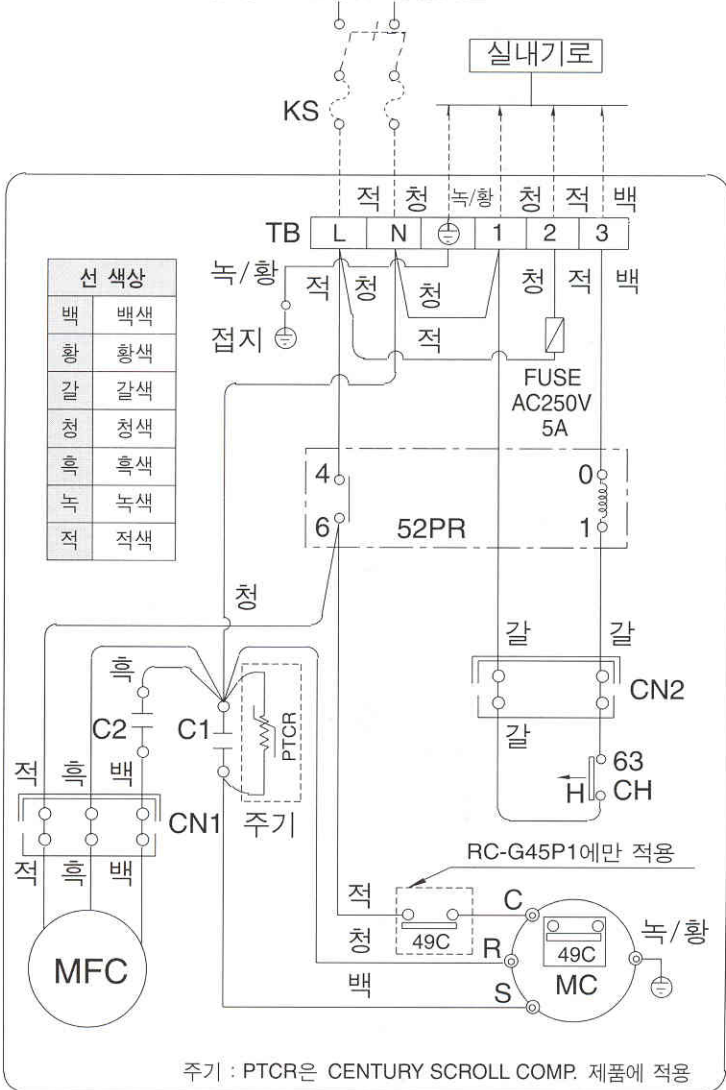 실내기로
KS
적 청 녹/황 청 적 백
TB L N 1 2 3
선 색상
백 백색
황 황색
갈 갈색
청 청색
흑 흑색
녹 녹색
적 적색
녹/황 적 청 청 청 적 백
접지 적
FUSE
AC250V
5A
4 0
6 52PR 1
청
갈 갈
CN2
갈
63
H CH
흑
C2 C1 PTCR
적 흑 백
CN1 주기
적 흑 백
MFC
RC-G45P1에만 적용
적 49C C
청 R 49C 녹/황
백 S MC
주기 : PTCR은 CENTURY SCROLL COMP. 제품에 적용